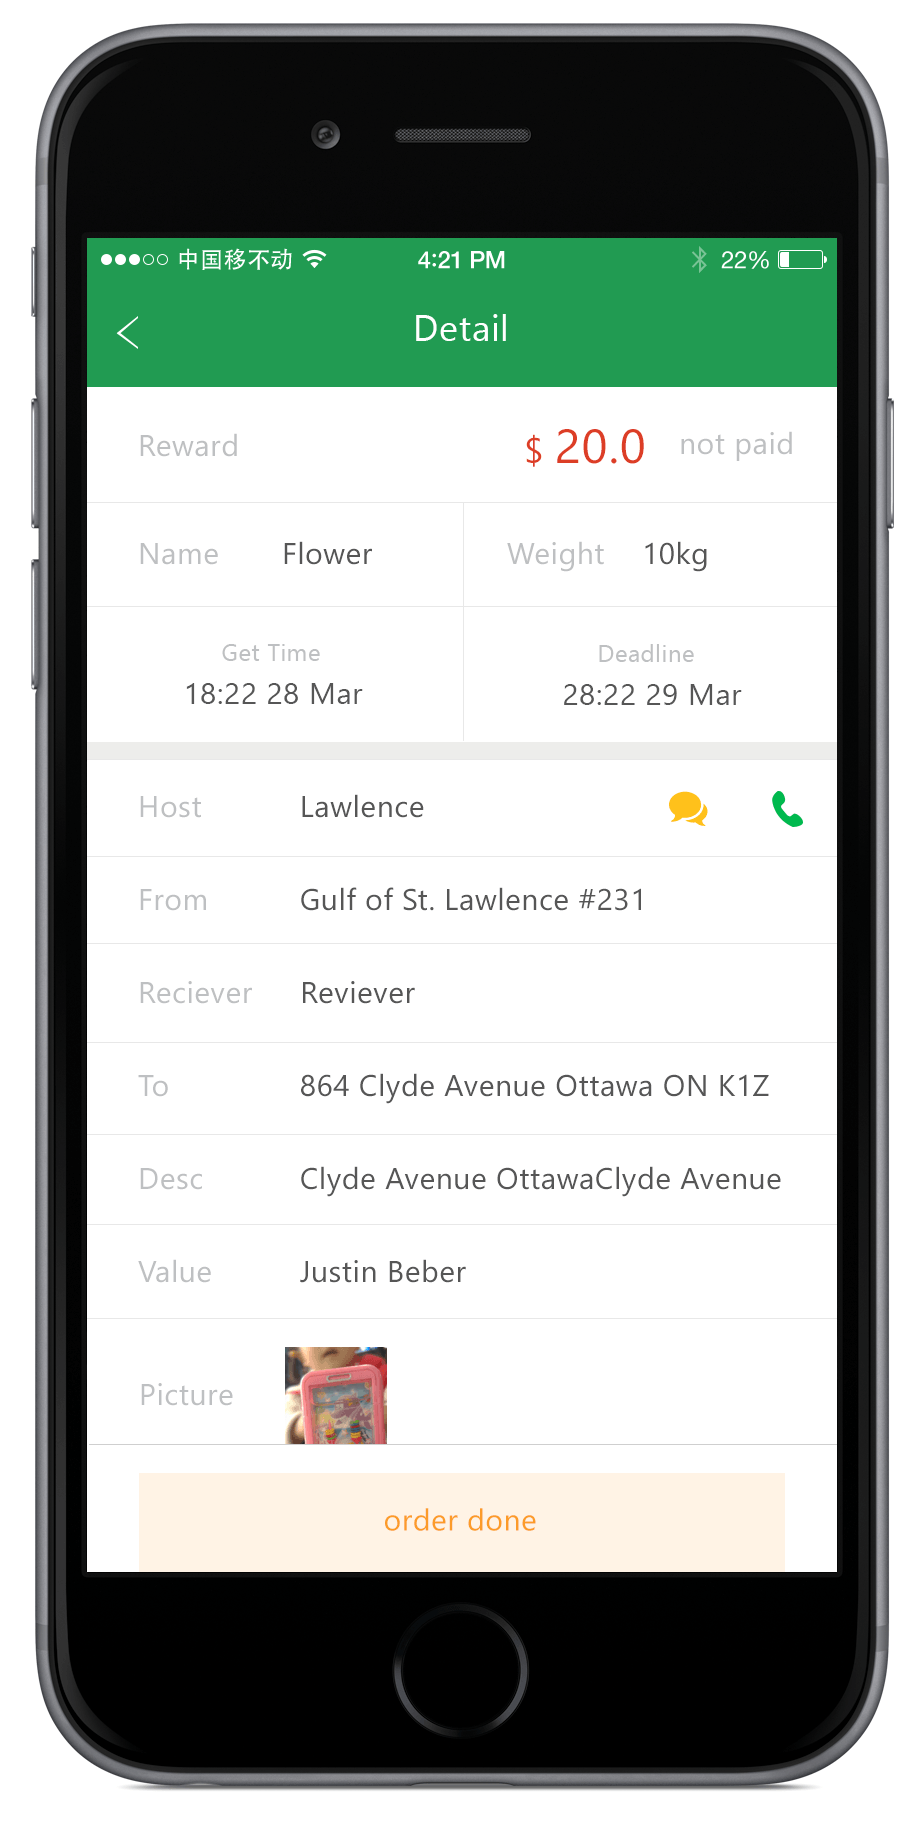 中国移不动 4:21 PM 22%
Detail
Reward $ 20.0 not paid
Name Flower Weight 10kg
Get Time Deadline
18:22 28 Mar 28:22 29 Mar
Host Lawlence
From Gulf of St. Lawlence #231
Reciever Reviever
To 864 Clyde Avenue Ottawa ON K1Z
Desc Clyde Avenue OttawaClyde Avenue
Value Justin Beber
Picture
order done